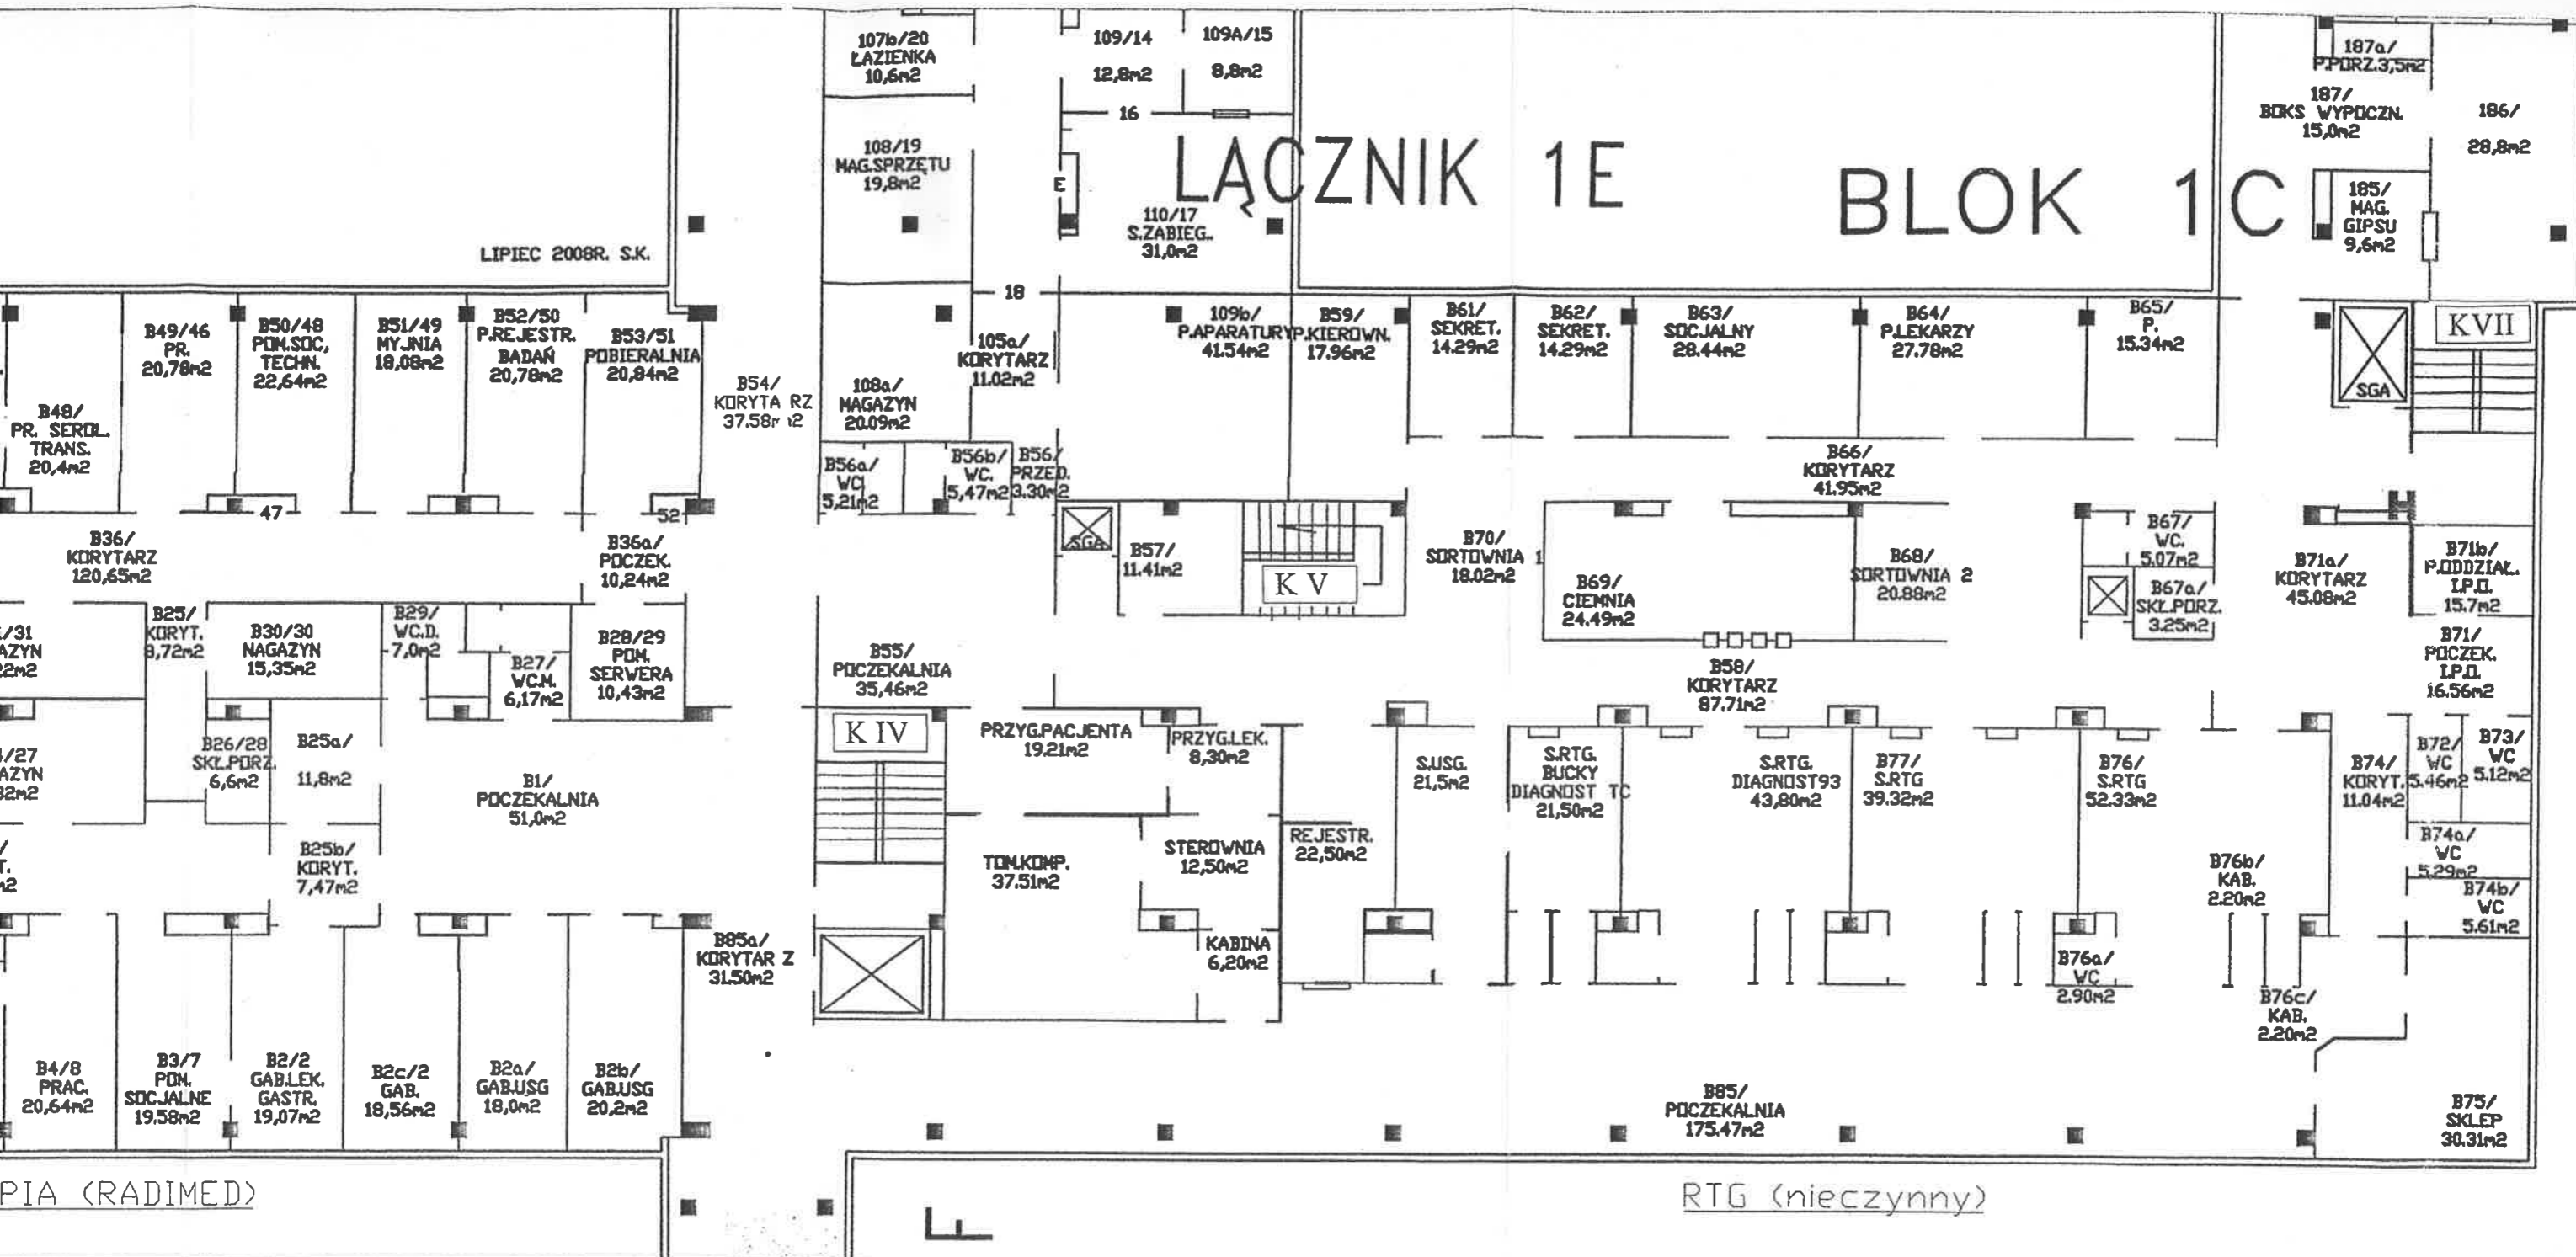 107b/20
ŁAZIENKA
10,6m2
109/14
12,8m2
109A/15
8,8m2
16
108/19
MAG.SPRZĘTU
19,8m2
E
110/17
S.ZABIEG..
31,0m2
ŁĄCZNIK 1E
BLOK 1C
187a/
P.PORZ.3,5m2
187/
BOKS WYPOCZN.
15,0m2
186/
28,8m2
185/
MAG.
GIPSU
9,6m2
LIPIEC 2008R. S.K.
18
B48/
PR. SEROL.
TRANS.
20,4m2
B49/46
PR.
20,78m2
B50/48
POM.SOC,
TECHN.
22,64m2
B51/49
MYJNIA
18,08m2
B52/50
P.REJESTR.
BADAŃ
20,78m2
B53/51
POBIERALNIA
20,84m2
B54/
KORYTA RZ
37.58m2
108a/
MAGAZYN
20.09m2
105a/
KORYTARZ
11.02m2
109b/
P.APARATURY
41.54m2
B59/
P.KIEROWN.
17.96m2
B61/
SEKRET.
14.29m2
B62/
SEKRET.
14.29m2
B63/
SOCJALNY
28.44m2
B64/
P.LEKARZY
27.78m2
B65/
P.
15.34m2
SGA
KVII
B56a/
WC
5,21m2
B56b/
WC.
5,47m2
B56/
PRZED.
3.30m2
B66/
KORYTARZ
41.95m2
47
52
B36/
KORYTARZ
120,65m2
B36a/
POCZEK.
10,24m2
SGA
B57/
11.41m2
K V
B70/
SORTOWNIA 1
18.02m2
B69/
CIEMNIA
24.49m2
B68/
SORTOWNIA 2
20.88m2
B67/
WC.
5.07m2
B67a/
SKŁ.PORZ.
3.25m2
B71a/
KORYTARZ
45.08m2
B71b/
P.ODDZIAŁ.
I.P.O.
15.7m2
B71/
POCZEK.
I.P.O.
16.56m2
/31
AZYN
22m2
B25/
KORYT.
8,72m2
B30/30
NAGAZYN
15,35m2
B29/
WC.D.
7,0m2
B27/
WC.M.
6,17m2
B28/29
POM.
SERWERA
10,43m2
B55/
POCZEKALNIA
35,46m2
B58/
KORYTARZ
87.71m2
/27
AZYN
32m2
B26/28
SKŁ.PORZ.
6,6m2
B25a/
11,8m2
B1/
POCZEKALNIA
51,0m2
K IV
PRZYG.PACJENTA
19.21m2
PRZYG.LEK.
8,30m2
S.USG.
21,5m2
S.RTG.
BUCKY
DIAGNOST TC
21,50m2
S.RTG.
DIAGNOST93
43,80m2
B77/
S.RTG
39.32m2
B76/
S.RTG
52.33m2
B74/
KORYT.
11.04m2
B72/
WC
5.46m2
B73/
WC
5.12m2
/
T.
m2
B25b/
KORYT.
7,47m2
TOM.KOMP.
37.51m2
STEROWNIA
12,50m2
REJESTR.
22,50m2
B76b/
KAB.
2.20m2
B74a/
WC
5.29m2
B74b/
WC
5.61m2
B85a/
KORYTAR Z
31.50m2
KABINA
6,20m2
B76a/
WC
2.90m2
B76c/
KAB.
2.20m2
B4/8
PRAC.
20,64m2
B3/7
POM.
SOCJALNE
19.58m2
B2/2
GAB.LEK.
GASTR.
19,07m2
B2c/2
GAB.
18,56m2
B2a/
GAB.USG
18,0m2
B2b/
GAB.USG
20,2m2
B85/
POCZEKALNIA
175.47m2
B75/
SKLEP
30.31m2
PIA (RADIMED)
F
RTG (nieczynny)